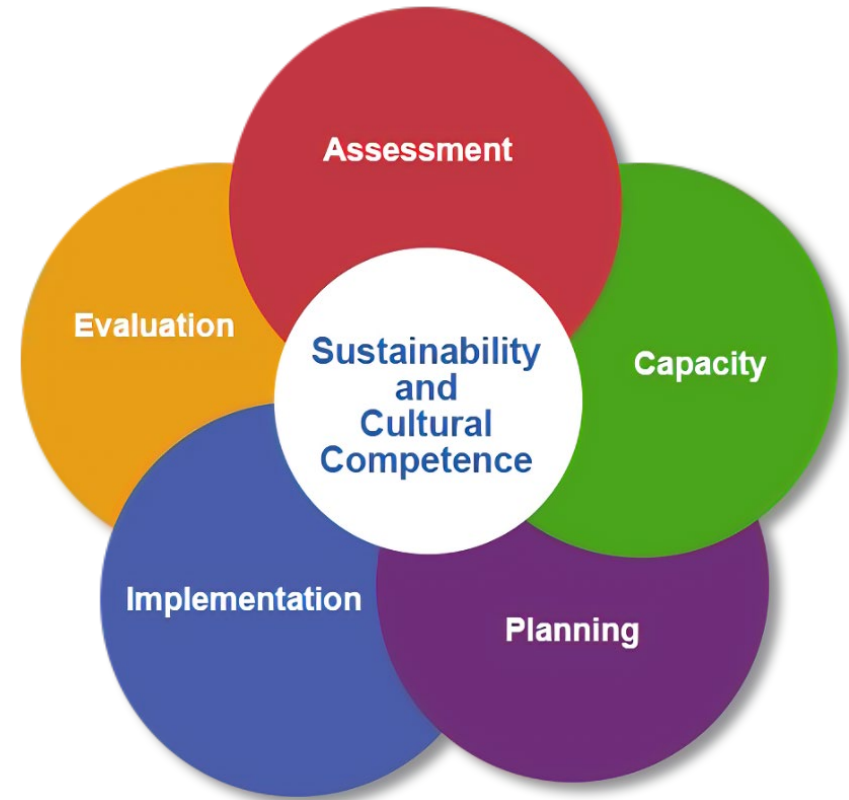 Assessment
Evaluation
Sustainability
and
Cultural
Competence
Capacity
Implementation
Planning